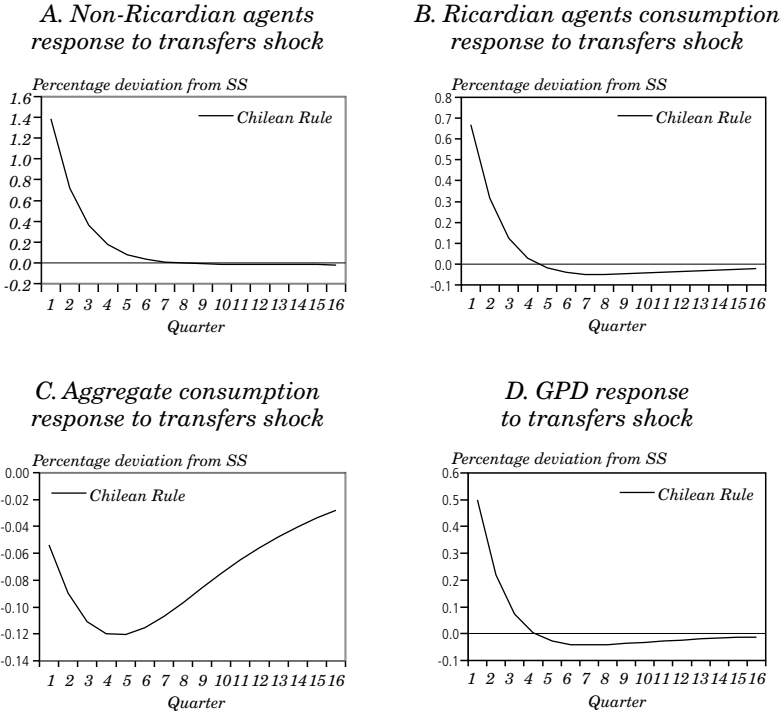 A. Non-Ricardian agents
response to transfers shock
Percentage deviation from SS
1.6
1.4
1.2
1.0
0.8
0.6
0.4
0.2
0.0
-0.2
Chilean Rule
1 2 3 4 5 6 7 8 9 10 11 12 13 14 15 16
Quarter
B. Ricardian agents consumption
response to transfers shock
Percentage deviation from SS
0.8
0.7
0.6
0.5
0.4
0.3
0.2
0.1
0.0
-0.1
Chilean Rule
1 2 3 4 5 6 7 8 9 10 11 12 13 14 15 16
Quarter
C. Aggregate consumption
response to transfers shock
Percentage deviation from SS
0.00
-0.02
-0.04
-0.06
-0.08
-0.10
-0.12
-0.14
Chilean Rule
1 2 3 4 5 6 7 8 9 10 11 12 13 14 15 16
Quarter
D. GPD response
to transfers shock
Percentage deviation from SS
0.6
0.5
0.4
0.3
0.2
0.1
0.0
-0.1
Chilean Rule
1 2 3 4 5 6 7 8 9 10 11 12 13 14 15 16
Quarter